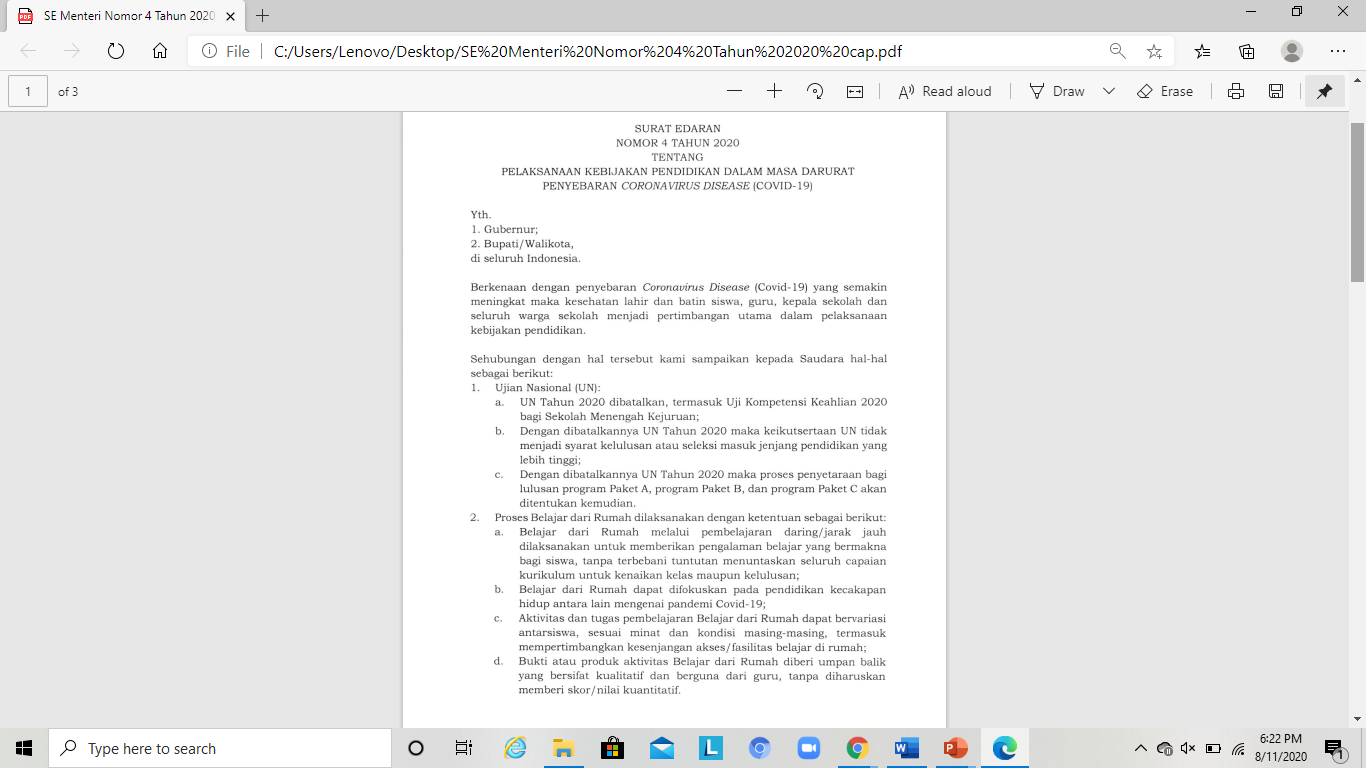 SE Menteri Nomor 4 Tahun 2020
File
C:/Users/Lenovo/Desktop/SE%20Menteri%20Nomor%204%20Tahun%202020%20cap.pdf
1 of 3
Read aloud
Draw
Erase
SURAT EDARAN
NOMOR 4 TAHUN 2020
TENTANG
PELAKSANAAN KEBIJAKAN PENDIDIKAN DALAM MASA DARURAT
PENYEBARAN CORONAVIRUS DISEASE (COVID-19)
Yth.
1. Gubernur;
2. Bupati/Walikota,
di seluruh Indonesia.
Berkenaan dengan penyebaran Coronavirus Disease (Covid-19) yang semakin
meningkat maka kesehatan lahir dan batin siswa, guru, kepala sekolah dan
seluruh warga sekolah menjadi pertimbangan utama dalam pelaksanaan
kebijakan pendidikan.
Sehubungan dengan hal tersebut kami sampaikan kepada Saudara hal-hal
sebagai berikut:
1. Ujian Nasional (UN):
a. UN Tahun 2020 dibatalkan, termasuk Uji Kompetensi Keahlian 2020
bagi Sekolah Menengah Kejuruan;
b. Dengan dibatalkannya UN Tahun 2020 maka keikutsertaan UN tidak
menjadi syarat kelulusan atau seleksi masuk jenjang pendidikan yang
lebih tinggi;
c. Dengan dibatalkannya UN Tahun 2020 maka proses penyetaraan bagi
lulusan program Paket A, program Paket B, dan program Paket C akan
ditentukan kemudian.
2. Proses Belajar dari Rumah dilaksanakan dengan ketentuan sebagai berikut:
a. Belajar dari Rumah melalui pembelajaran daring/jarak jauh
dilaksanakan untuk memberikan pengalaman belajar yang bermakna
bagi siswa, tanpa terbebani tuntutan menuntaskan seluruh capaian
kurikulum untuk kenaikan kelas maupun kelulusan;
b. Belajar dari Rumah dapat difokuskan pada pendidikan kecakapan
hidup antara lain mengenai pandemi Covid-19;
c. Aktivitas dan tugas pembelajaran Belajar dari Rumah dapat bervariasi
antarsiswa, sesuai minat dan kondisi masing-masing, termasuk
mempertimbangkan kesenjangan akses/fasilitas belajar di rumah;
d. Bukti atau produk aktivitas Belajar dari Rumah diberi umpan balik
yang bersifat kualitatif dan berguna dari guru, tanpa diharuskan
memberi skor/nilai kuantitatif.
Type here to search
6:22 PM
8/11/2020
1